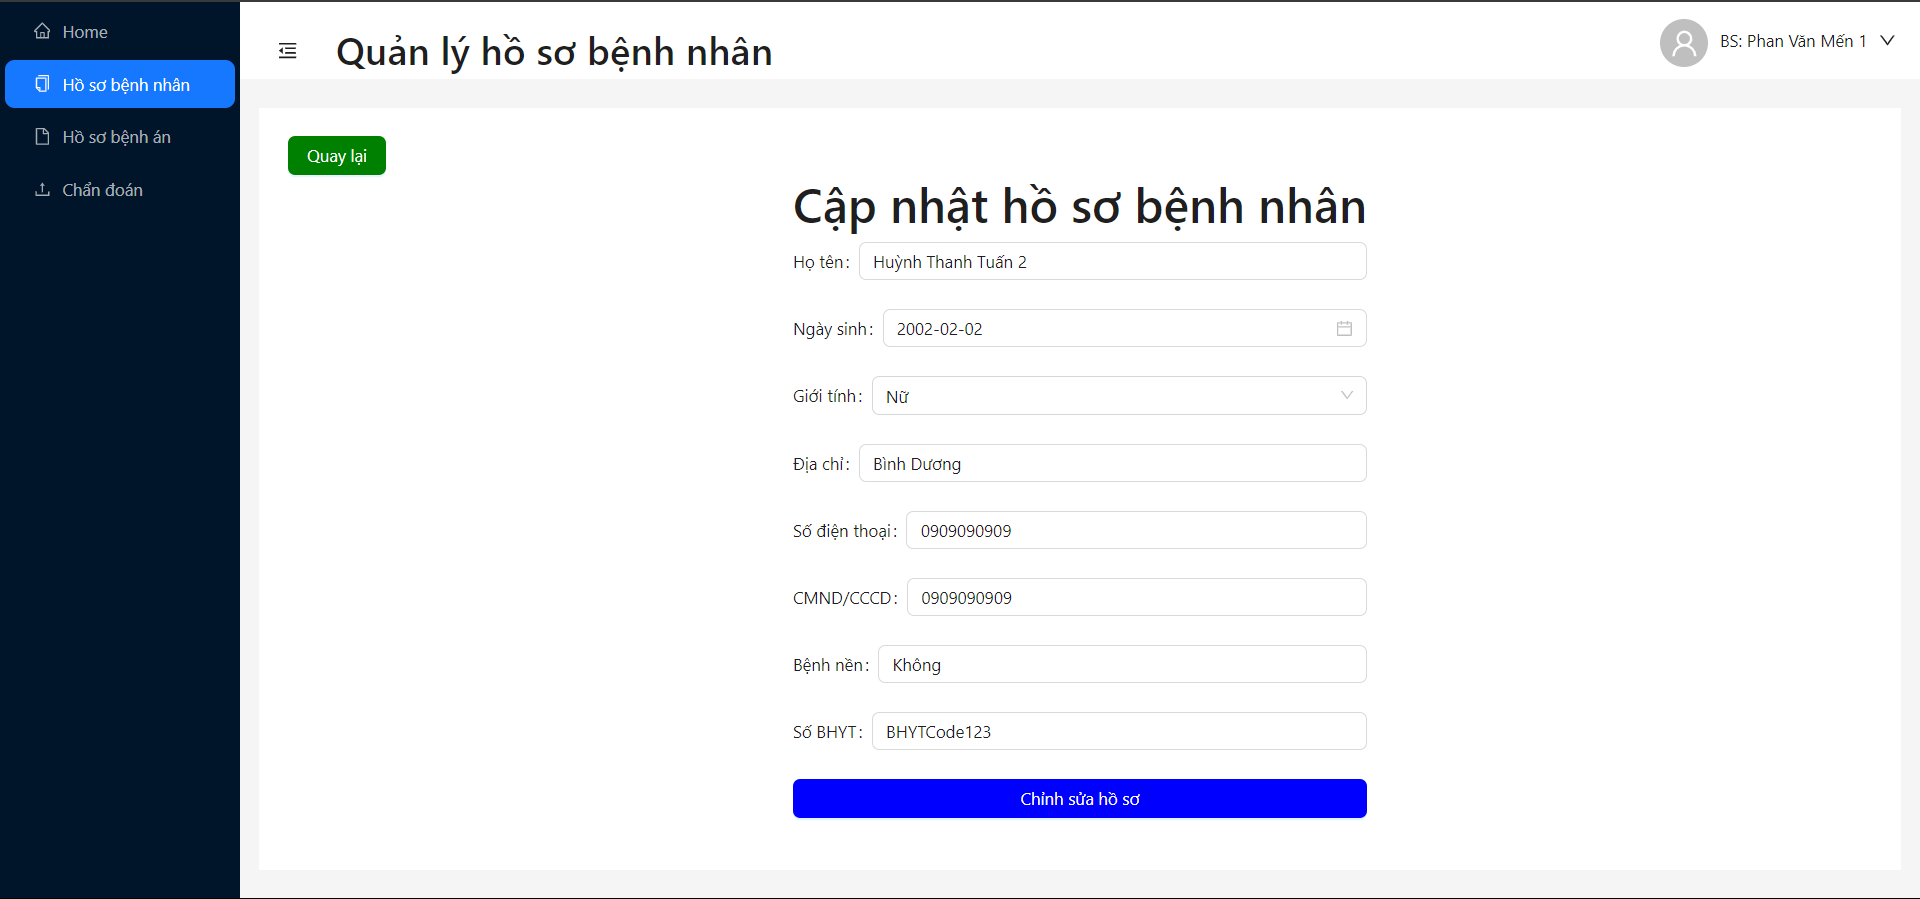 Home
Hồ sơ bệnh nhân
Hồ sơ bệnh án
Chẩn đoán
Quản lý hồ sơ bệnh nhân
BS: Phan Văn Mến 1
Quay lại
Cập nhật hồ sơ bệnh nhân
Họ tên: Huỳnh Thanh Tuấn 2
Ngày sinh: 2002-02-02
Giới tính: Nữ
Địa chỉ: Bình Dương
Số điện thoại: 0909090909
CMND/CCCD: 0909090909
Bệnh nền: Không
Số BHYT: BHYTCode123
Chỉnh sửa hồ sơ